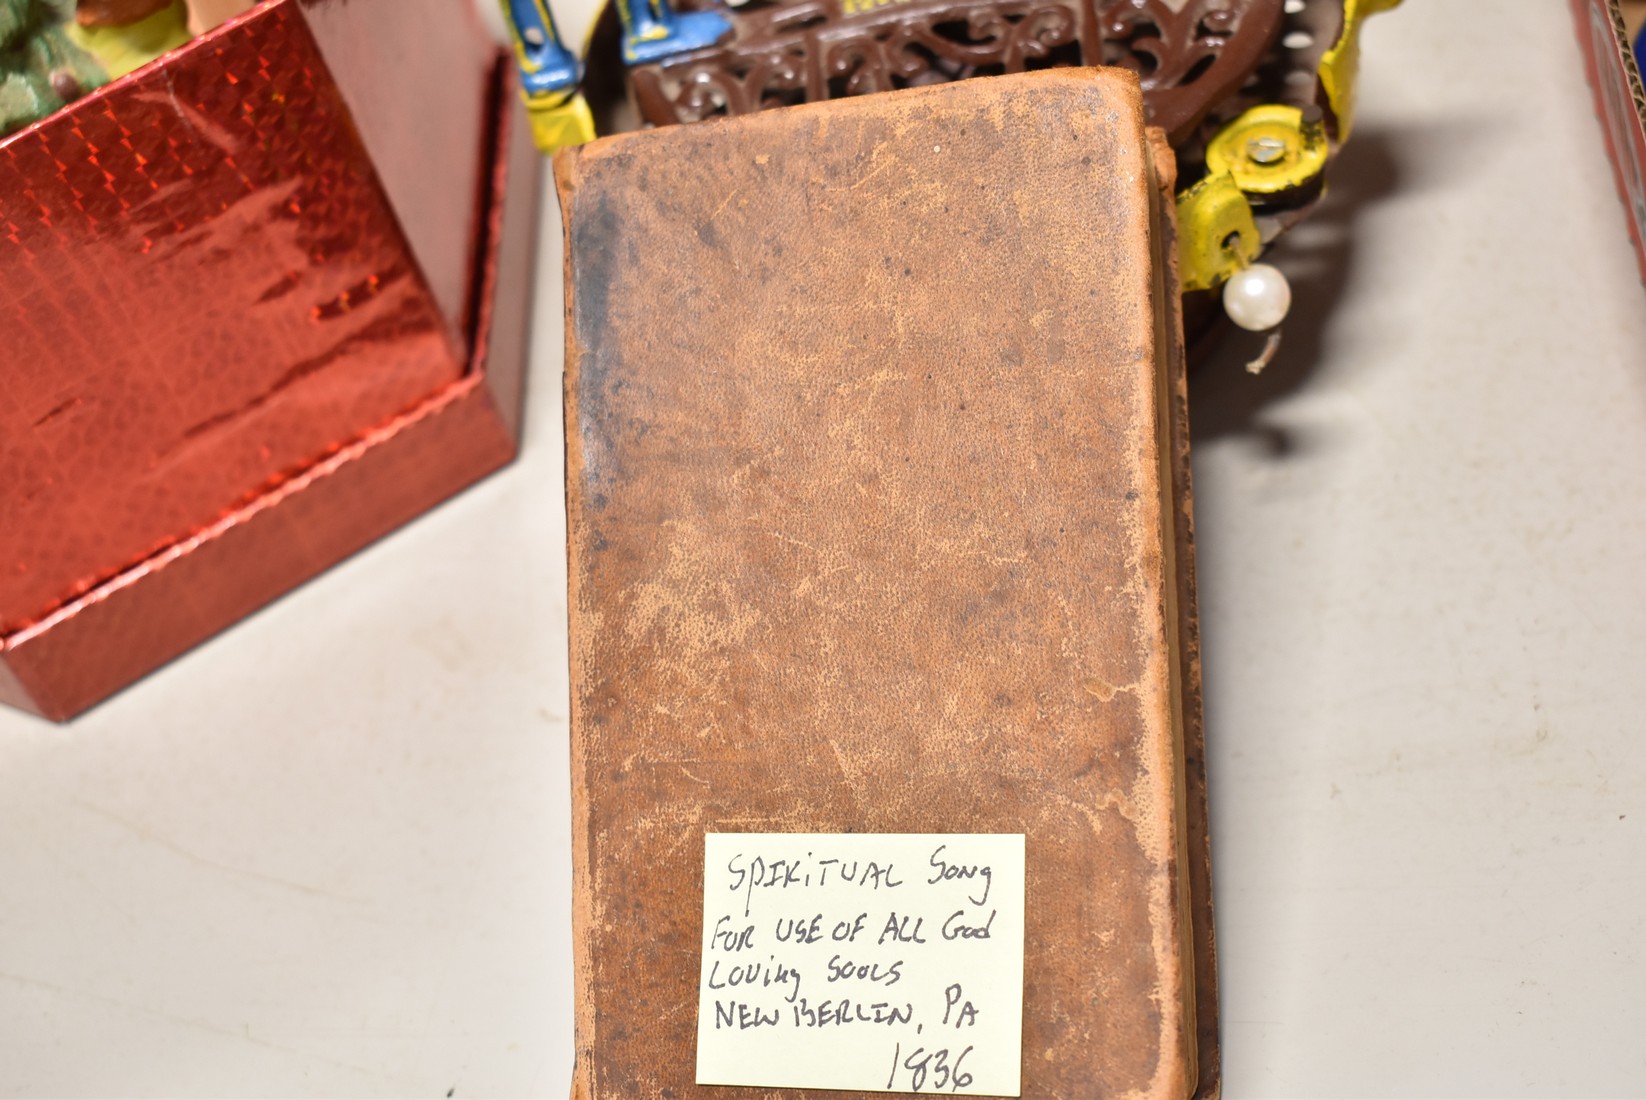 SPIRITUAL Song
FOR USE OF ALL God
Loving Souls
NEW BERLIN, PA
1836